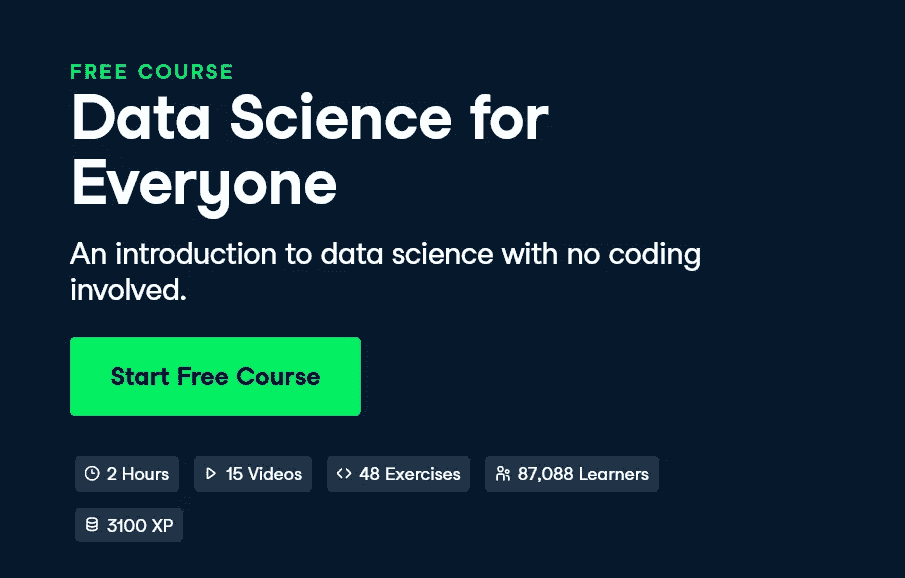 FREE COURSE
Data Science for
Everyone
An introduction to data science with no coding
involved.
Start Free Course
2 Hours
15 Videos
48 Exercises
87,088 Learners
3100 XP